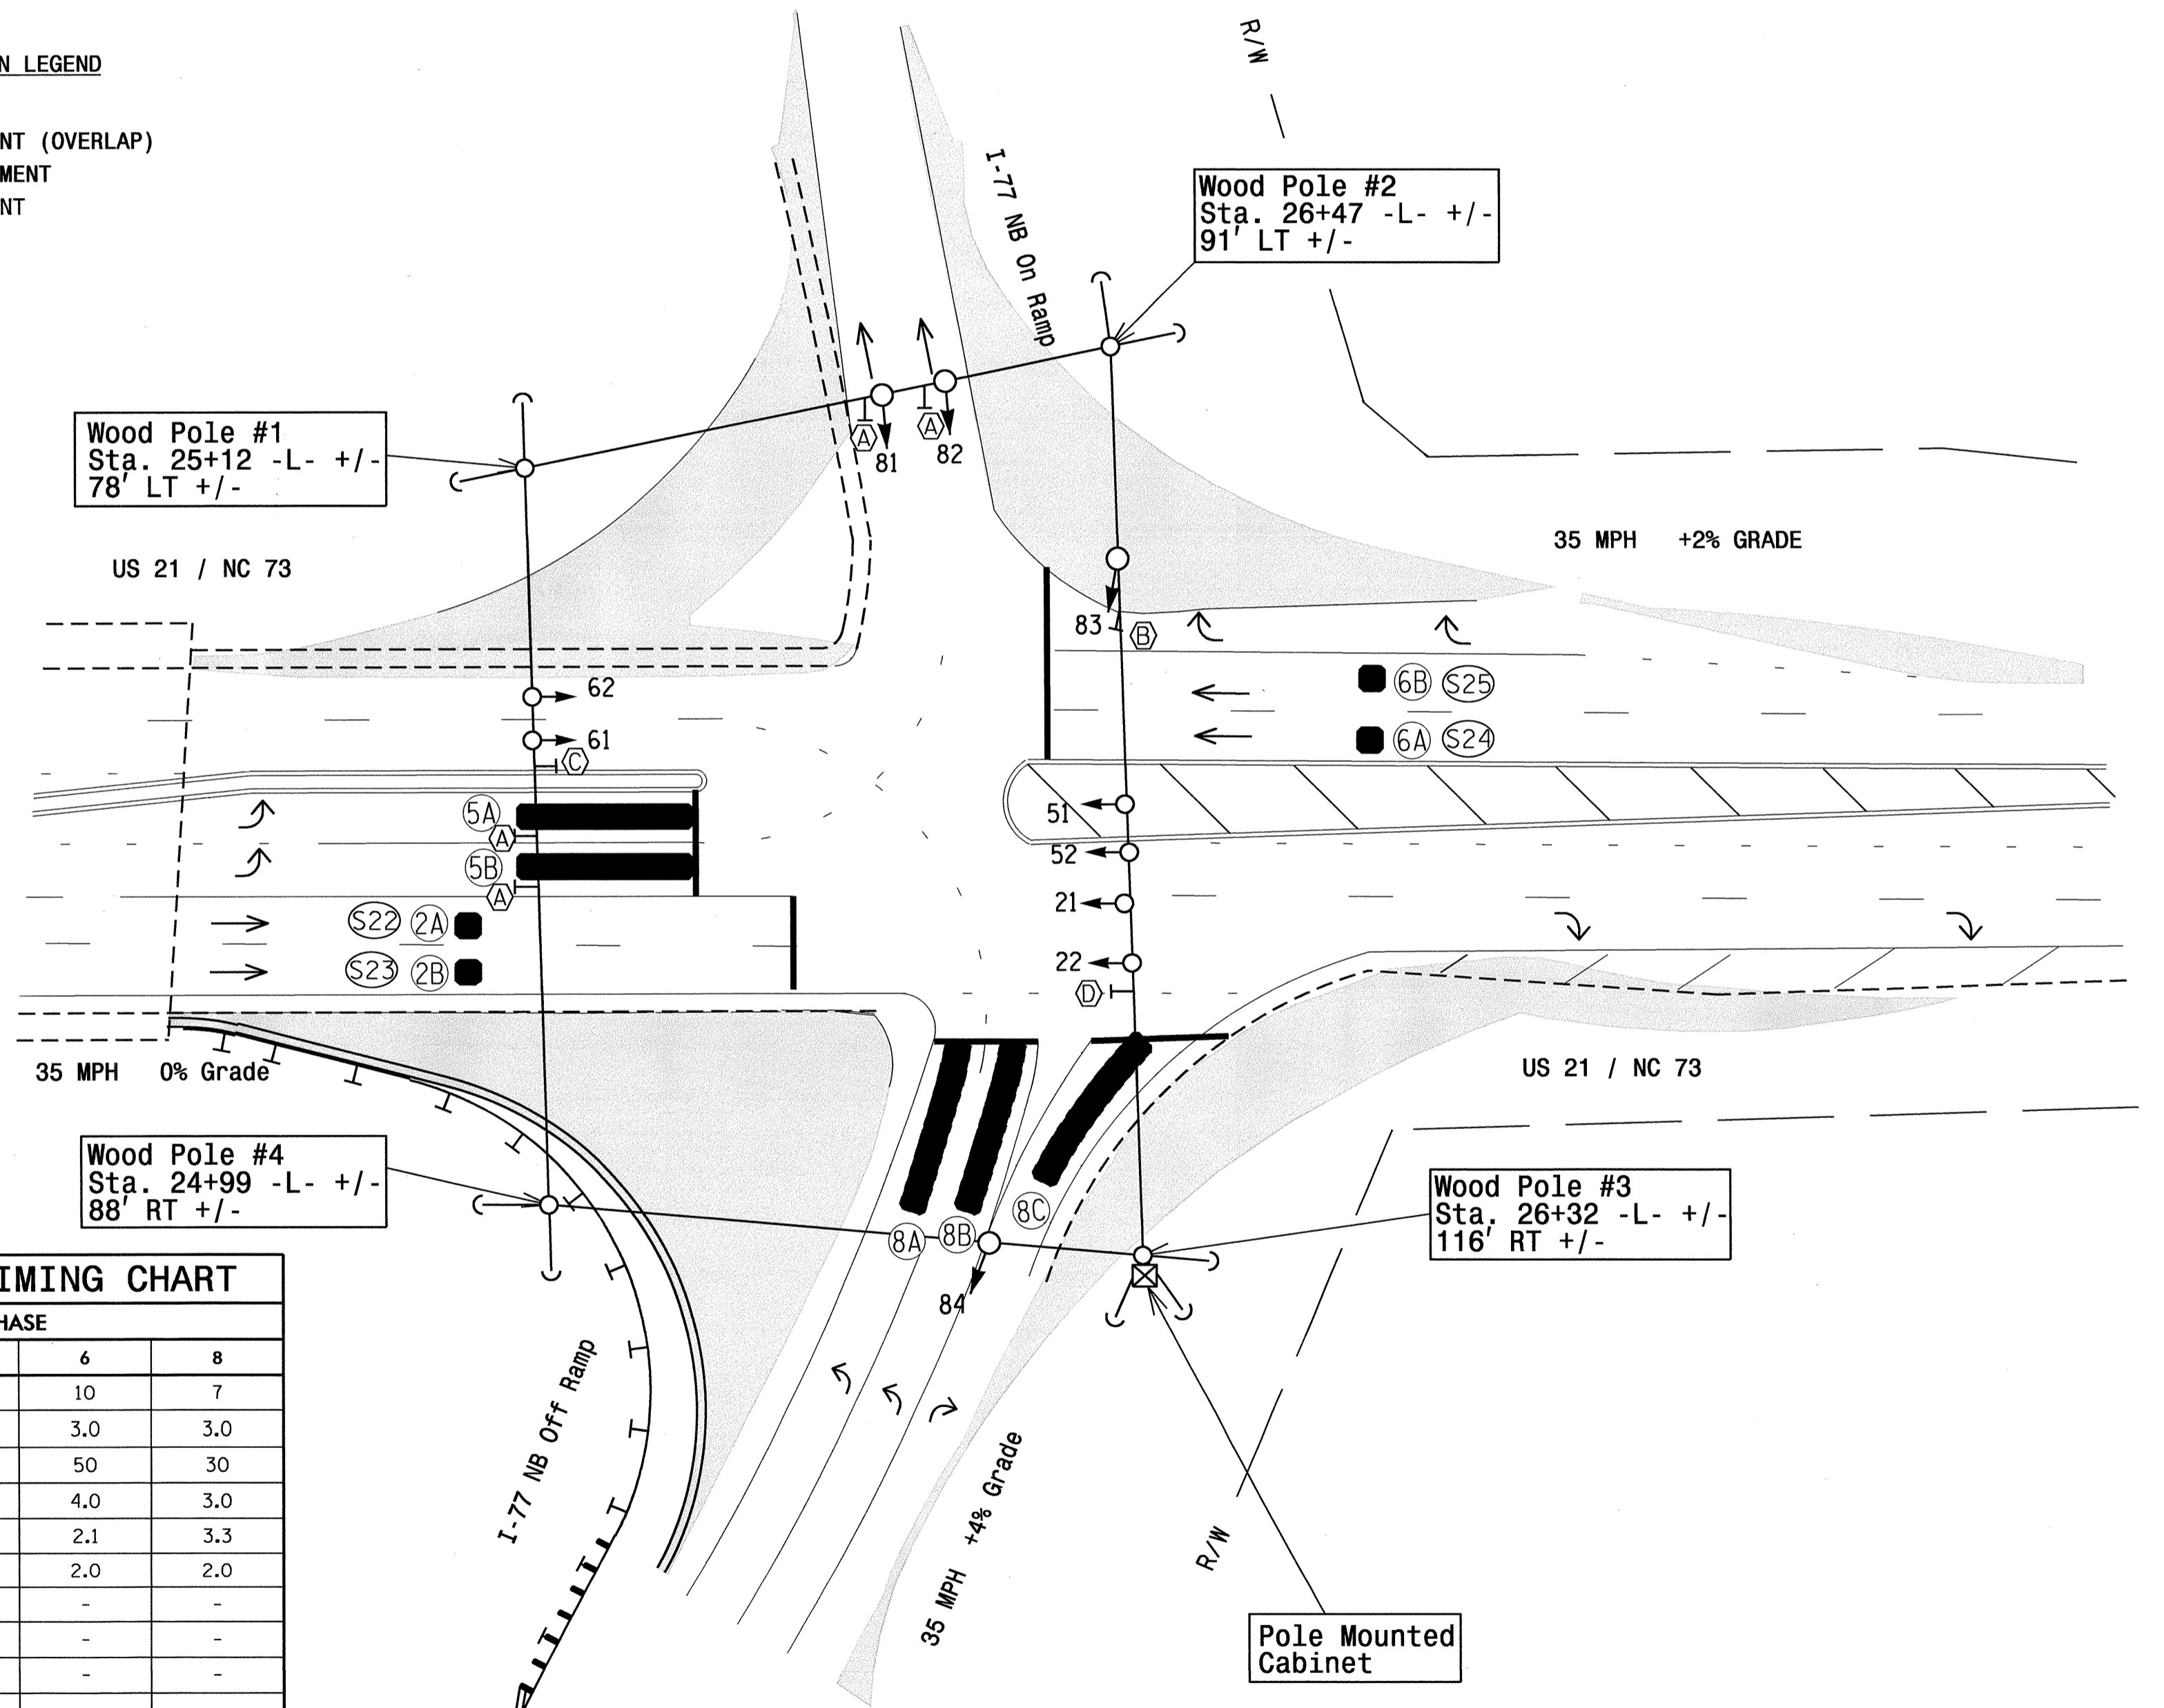 N LEGEND
NT (OVERLAP)
MENT
NT
R/W
I-77 NB On Ramp
Wood Pole #2
Sta. 26+47 -L- +/-
91' LT +/-
Wood Pole #1
Sta. 25+12 -L- +/-
78' LT +/-
A
81
A
82
US 21 / NC 73
35 MPH +2% GRADE
83
B
62
61
C
6B S25
6A S24
5A
A
5B
A
51
52
21
22
D
S22 2A
S23 2B
35 MPH 0% Grade
US 21 / NC 73
Wood Pole #4
Sta. 24+99 -L- +/-
88' RT +/-
8A
8B
8C
84
Wood Pole #3
Sta. 26+32 -L- +/-
116' RT +/-
IMING CHART
HASE
6 8
10 7
3.0 3.0
50 30
4.0 3.0
2.1 3.3
2.0 2.0
- -
- -
- -
I-77 NB Off Ramp
35 MPH +4% Grade
R/W
Pole Mounted
Cabinet